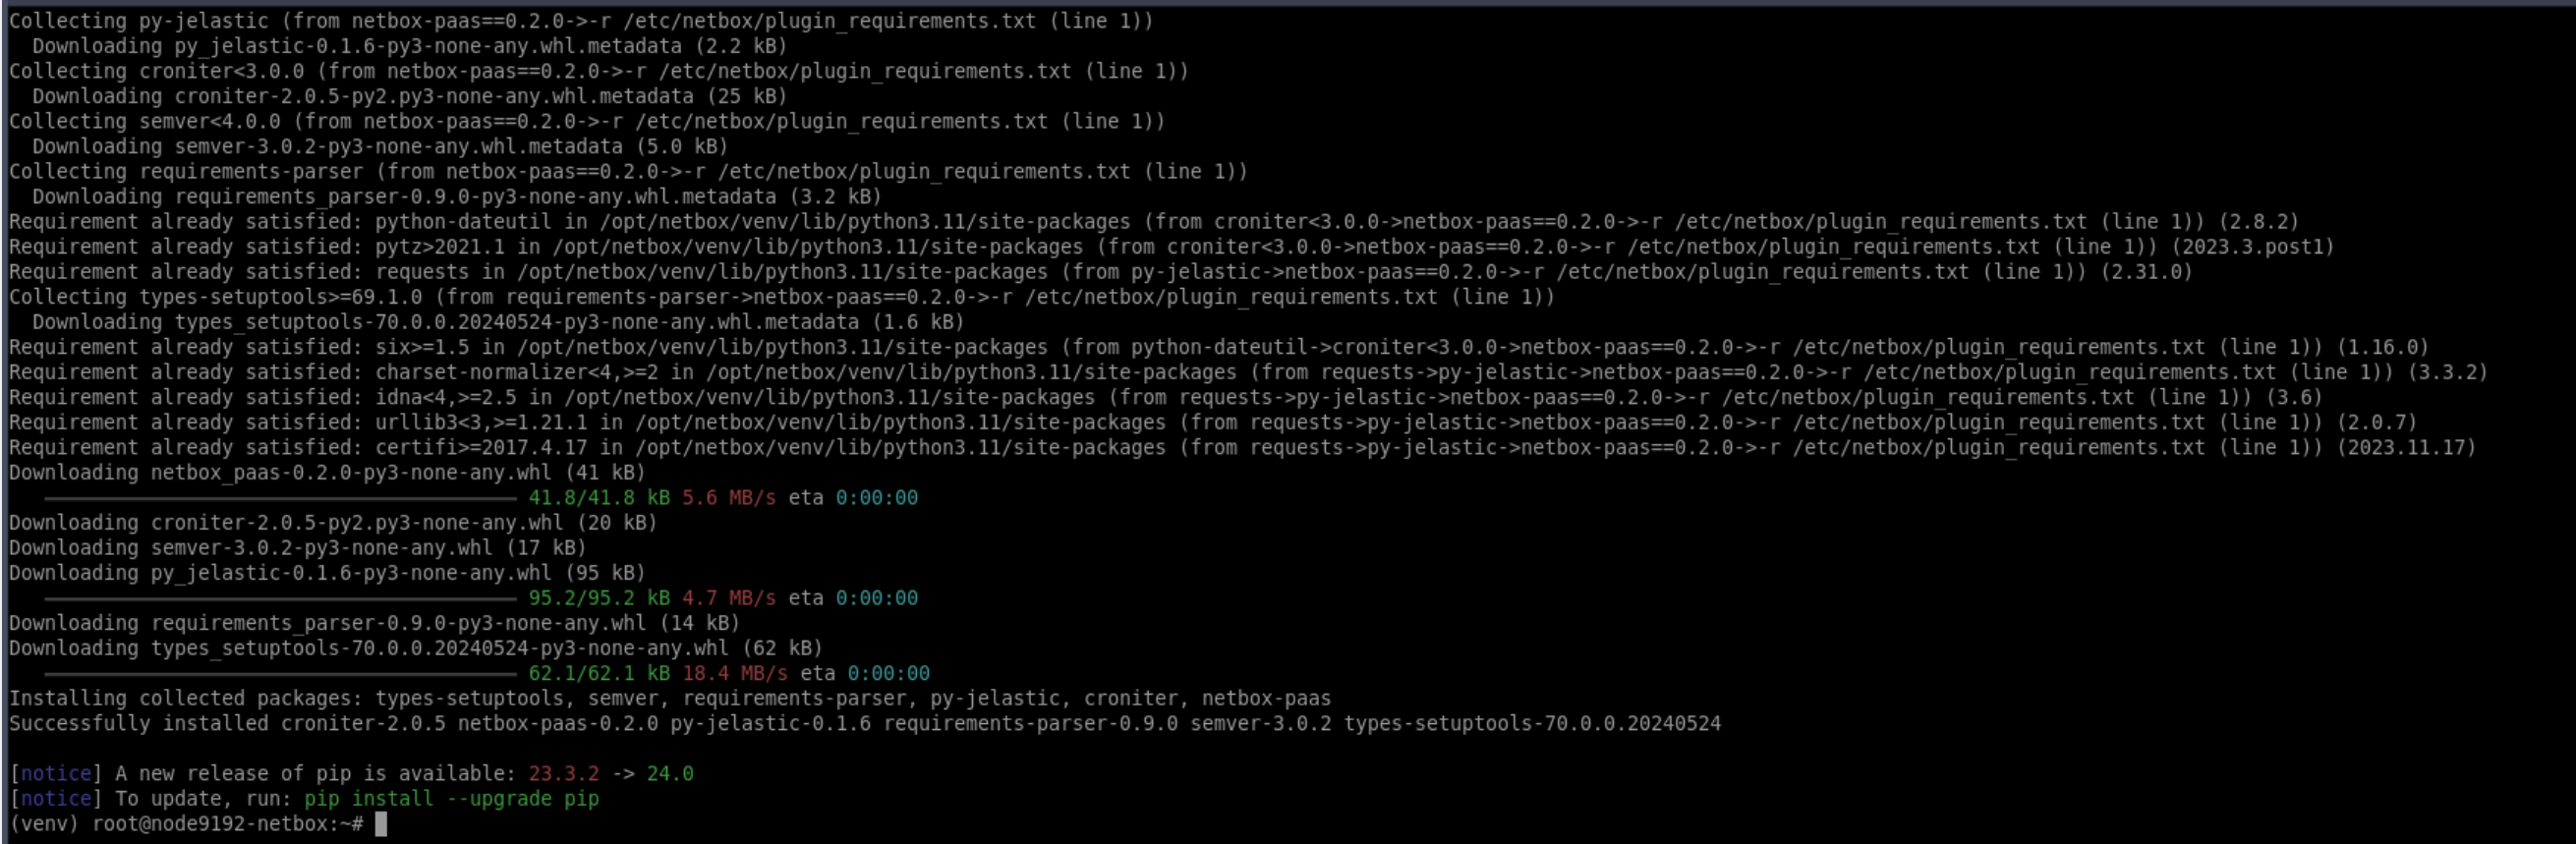 Collecting py-jelastic (from netbox-paas==0.2.0->-r /etc/netbox/plugin_requirements.txt (line 1))
  Downloading py_jelastic-0.1.6-py3-none-any.whl.metadata (2.2 kB)
Collecting croniter<3.0.0 (from netbox-paas==0.2.0->-r /etc/netbox/plugin_requirements.txt (line 1))
  Downloading croniter-2.0.5-py2.py3-none-any.whl.metadata (25 kB)
Collecting semver<4.0.0 (from netbox-paas==0.2.0->-r /etc/netbox/plugin_requirements.txt (line 1))
  Downloading semver-3.0.2-py3-none-any.whl.metadata (5.0 kB)
Collecting requirements-parser (from netbox-paas==0.2.0->-r /etc/netbox/plugin_requirements.txt (line 1))
  Downloading requirements_parser-0.9.0-py3-none-any.whl.metadata (3.2 kB)
Requirement already satisfied: python-dateutil in /opt/netbox/venv/lib/python3.11/site-packages (from croniter<3.0.0->netbox-paas==0.2.0->-r /etc/netbox/plugin_requirements.txt (line 1)) (2.8.2)
Requirement already satisfied: pytz>2021.1 in /opt/netbox/venv/lib/python3.11/site-packages (from croniter<3.0.0->netbox-paas==0.2.0->-r /etc/netbox/plugin_requirements.txt (line 1)) (2023.3.post1)
Requirement already satisfied: requests in /opt/netbox/venv/lib/python3.11/site-packages (from py-jelastic->netbox-paas==0.2.0->-r /etc/netbox/plugin_requirements.txt (line 1)) (2.31.0)
Collecting types-setuptools>=69.1.0 (from requirements-parser->netbox-paas==0.2.0->-r /etc/netbox/plugin_requirements.txt (line 1))
  Downloading types_setuptools-70.0.0.20240524-py3-none-any.whl.metadata (1.6 kB)
Requirement already satisfied: six>=1.5 in /opt/netbox/venv/lib/python3.11/site-packages (from python-dateutil->croniter<3.0.0->netbox-paas==0.2.0->-r /etc/netbox/plugin_requirements.txt (line 1)) (1.16.0)
Requirement already satisfied: charset-normalizer<4,>=2 in /opt/netbox/venv/lib/python3.11/site-packages (from requests->py-jelastic->netbox-paas==0.2.0->-r /etc/netbox/plugin_requirements.txt (line 1)) (3.3.2)
Requirement already satisfied: idna<4,>=2.5 in /opt/netbox/venv/lib/python3.11/site-packages (from requests->py-jelastic->netbox-paas==0.2.0->-r /etc/netbox/plugin_requirements.txt (line 1)) (3.6)
Requirement already satisfied: urllib3<3,>=1.21.1 in /opt/netbox/venv/lib/python3.11/site-packages (from requests->py-jelastic->netbox-paas==0.2.0->-r /etc/netbox/plugin_requirements.txt (line 1)) (2.0.7)
Requirement already satisfied: certifi>=2017.4.17 in /opt/netbox/venv/lib/python3.11/site-packages (from requests->py-jelastic->netbox-paas==0.2.0->-r /etc/netbox/plugin_requirements.txt (line 1)) (2023.11.17)
Downloading netbox_paas-0.2.0-py3-none-any.whl (41 kB)
   41.8/41.8 kB 5.6 MB/s eta 0:00:00
Downloading croniter-2.0.5-py2.py3-none-any.whl (20 kB)
Downloading semver-3.0.2-py3-none-any.whl (17 kB)
Downloading py_jelastic-0.1.6-py3-none-any.whl (95 kB)
   95.2/95.2 kB 4.7 MB/s eta 0:00:00
Downloading requirements_parser-0.9.0-py3-none-any.whl (14 kB)
Downloading types_setuptools-70.0.0.20240524-py3-none-any.whl (62 kB)
   62.1/62.1 kB 18.4 MB/s eta 0:00:00
Installing collected packages: types-setuptools, semver, requirements-parser, py-jelastic, croniter, netbox-paas
Successfully installed croniter-2.0.5 netbox-paas-0.2.0 py-jelastic-0.1.6 requirements-parser-0.9.0 semver-3.0.2 types-setuptools-70.0.0.20240524
[notice] A new release of pip is available: 23.3.2 -> 24.0
[notice] To update, run: pip install --upgrade pip
(venv) root@node9192-netbox:~#